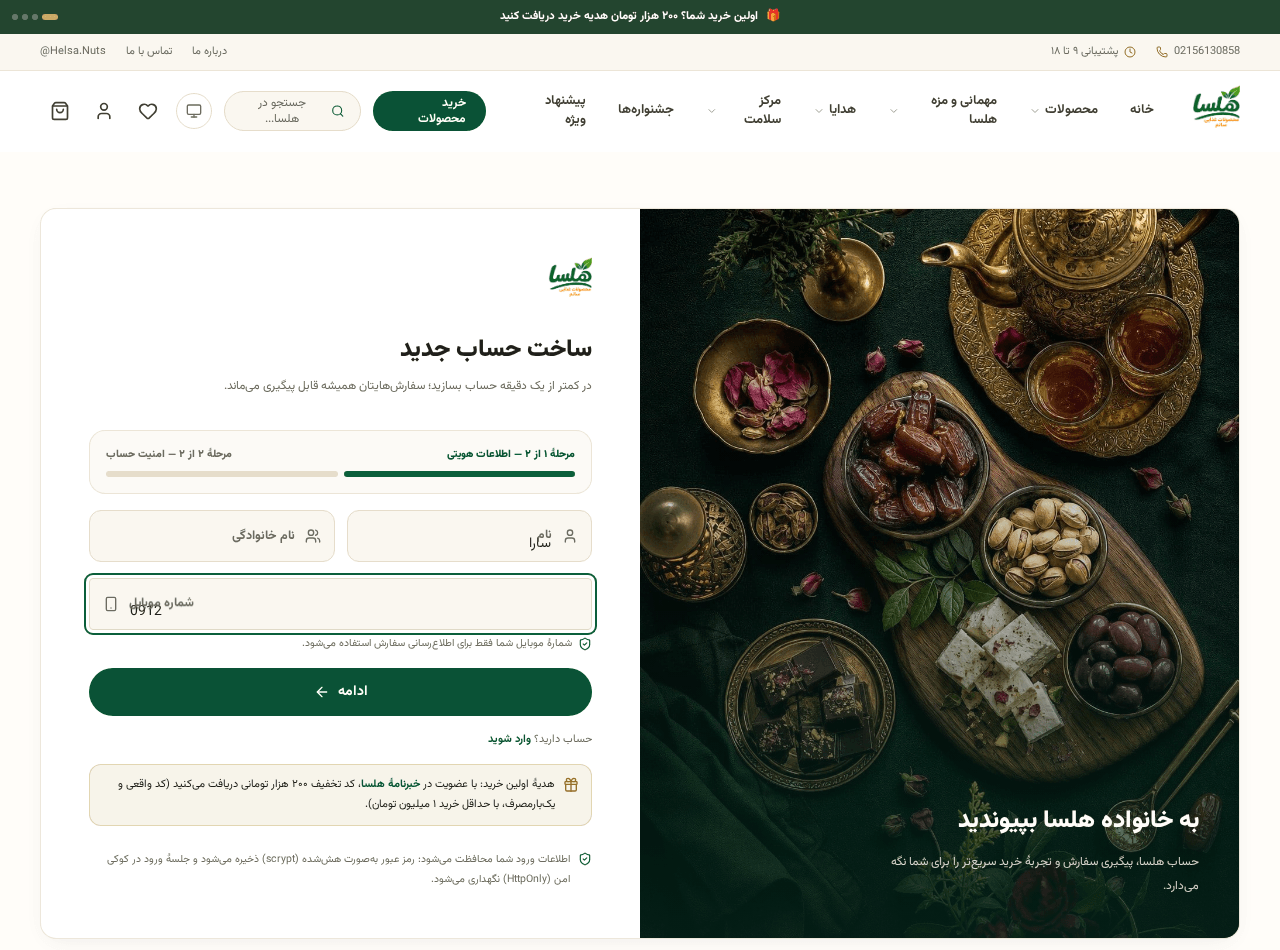 🎁 اولین خرید شما؟ ۲۰۰ هزار تومان هدیه خرید دریافت کنید
02156130858
پشتیبانی ۹ تا ۱۸
درباره ما
تماس با ما
@Helsa.Nuts
هلسا
محصولات غذایی سالم
خانه
محصولات
مهمانی و مزه هلسا
هدایا
مرکز سلامت
جشنواره‌ها
پیشنهاد ویژه
خرید محصولات
جستجو در هلسا...
هلسا
محصولات غذایی سالم
ساخت حساب جدید
در کمتر از یک دقیقه حساب بسازید؛ سفارش‌هایتان همیشه قابل پیگیری می‌ماند.
مرحلهٔ ۱ از ۲ — اطلاعات هویتی
مرحلهٔ ۲ از ۲ — امنیت حساب
نام
سارا
نام خانوادگی
شماره موبایل
0912
شمارهٔ موبایل شما فقط برای اطلاع‌رسانی سفارش استفاده می‌شود.
ادامه
حساب دارید؟ وارد شوید
هدیهٔ اولین خرید: با عضویت در خبرنامهٔ هلسا، کد تخفیف ۲۰۰ هزار تومانی دریافت می‌کنید (کد واقعی و
یک‌بارمصرف، با حداقل خرید ۱ میلیون تومان).
اطلاعات ورود شما محافظت می‌شود: رمز عبور به‌صورت هش‌شده (scrypt) ذخیره می‌شود و جلسهٔ ورود در کوکی
امن (HttpOnly) نگهداری می‌شود.
به خانواده هلسا بپیوندید
حساب هلسا، پیگیری سفارش و تجربهٔ خرید سریع‌تر را برای شما نگه
می‌دارد.